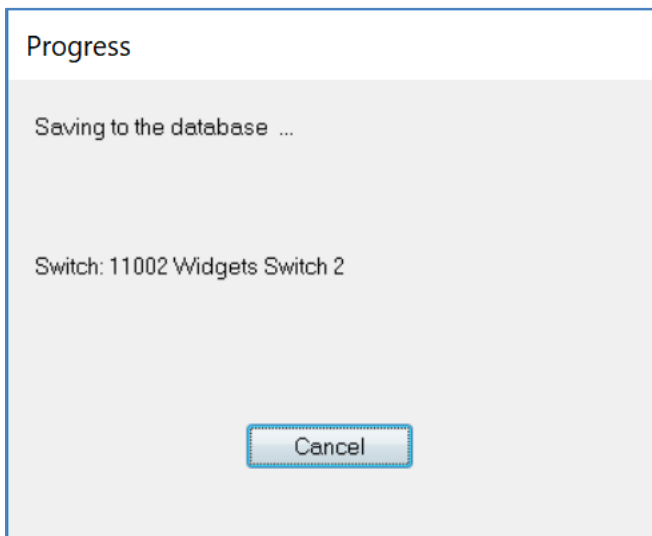 Progress
Saving to the database ...
Switch: 11002 Widgets Switch 2
Cancel